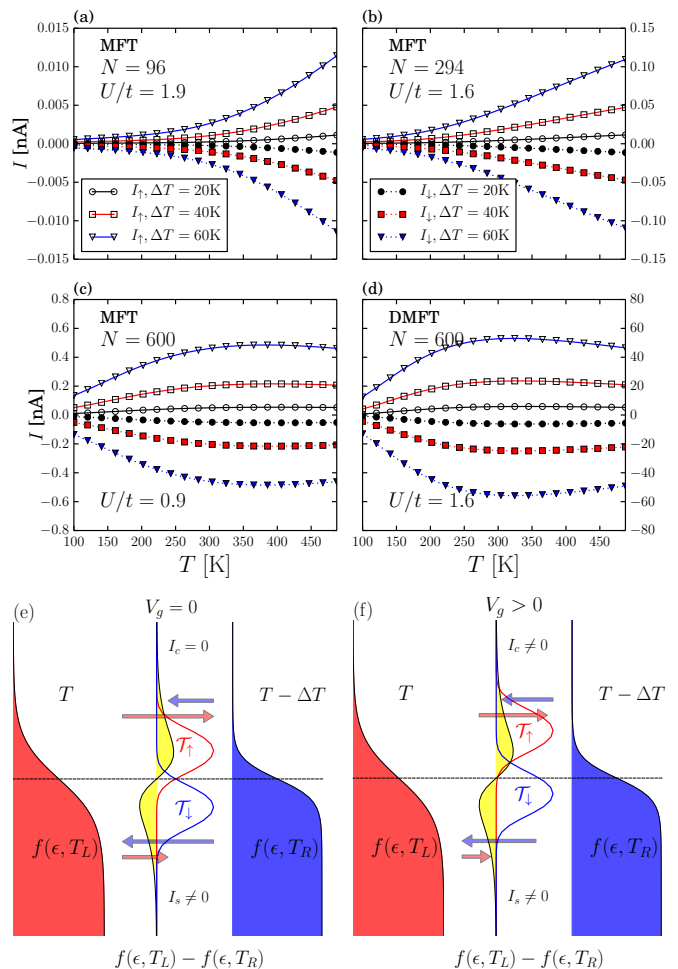 (a)
(b)
MFT
N = 96
U/t = 1.9
MFT
N = 294
U/t = 1.6
0.015
0.010
0.005
0.000
−0.005
−0.010
−0.015
0.15
0.10
0.05
0.00
−0.05
−0.10
−0.15
I [nA]
I↑, ΔT = 20K
I↑, ΔT = 40K
I↑, ΔT = 60K
I↓, ΔT = 20K
I↓, ΔT = 40K
I↓, ΔT = 60K
(c)
(d)
MFT
N = 600
U/t = 0.9
DMFT
N = 600
U/t = 1.6
0.8
0.6
0.4
0.2
0.0
−0.2
−0.4
−0.6
−0.8
80
60
40
20
0
−20
−40
−60
−80
I [nA]
100 150 200 250 300 350 400 450
100 150 200 250 300 350 400 450
T [K]
T [K]
(e)
V_g = 0
I_c = 0
T
T − ΔT
𝒯↑
𝒯↓
f(ϵ, T_L)
f(ϵ, T_R)
I_s ≠ 0
f(ϵ, T_L) − f(ϵ, T_R)
(f)
V_g > 0
I_c ≠ 0
T
T − ΔT
𝒯↑
𝒯↓
f(ϵ, T_L)
f(ϵ, T_R)
I_s ≠ 0
f(ϵ, T_L) − f(ϵ, T_R)